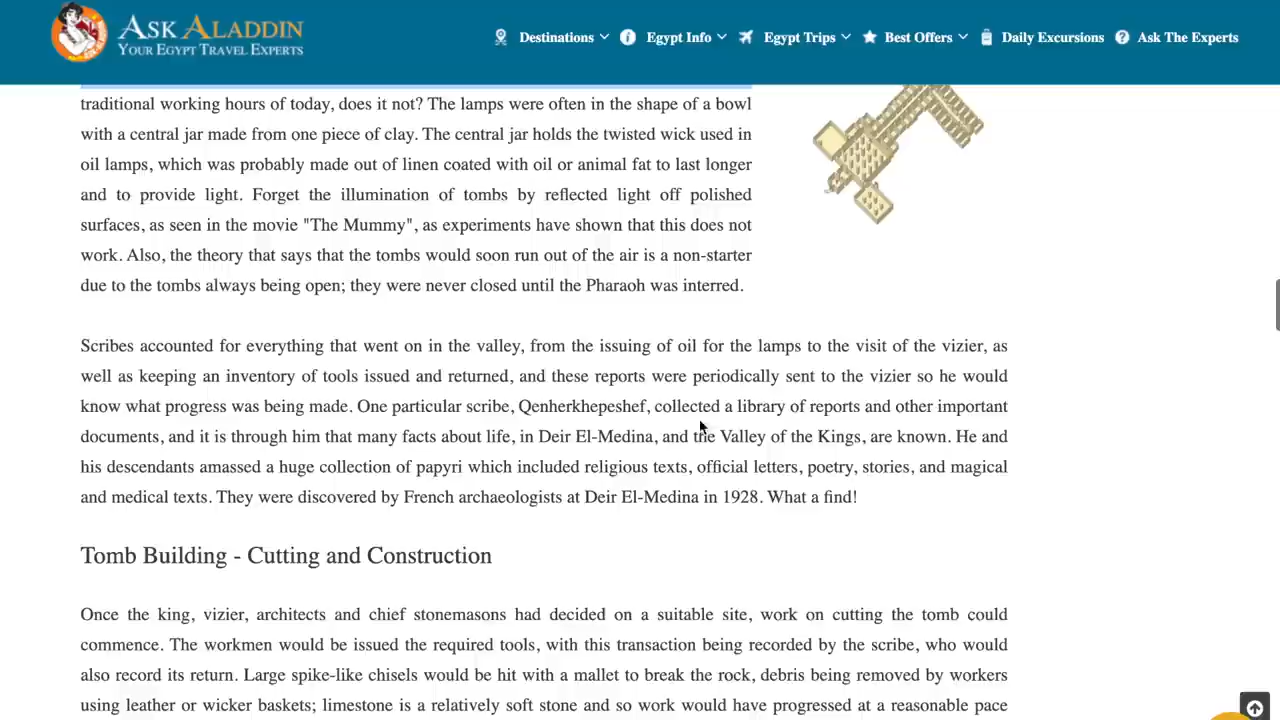 ASK ALADDIN
YOUR EGYPT TRAVEL EXPERTS
Destinations
Egypt Info
Egypt Trips
Best Offers
Daily Excursions
Ask The Experts
traditional working hours of today, does it not? The lamps were often in the shape of a bowl
with a central jar made from one piece of clay. The central jar holds the twisted wick used in
oil lamps, which was probably made out of linen coated with oil or animal fat to last longer
and to provide light. Forget the illumination of tombs by reflected light off polished
surfaces, as seen in the movie "The Mummy", as experiments have shown that this does not
work. Also, the theory that says that the tombs would soon run out of the air is a non-starter
due to the tombs always being open; they were never closed until the Pharaoh was interred.
Scribes accounted for everything that went on in the valley, from the issuing of oil for the lamps to the visit of the vizier, as
well as keeping an inventory of tools issued and returned, and these reports were periodically sent to the vizier so he would
know what progress was being made. One particular scribe, Qenherkhepeshef, collected a library of reports and other important
documents, and it is through him that many facts about life, in Deir El-Medina, and the Valley of the Kings, are known. He and
his descendants amassed a huge collection of papyri which included religious texts, official letters, poetry, stories, and magical
and medical texts. They were discovered by French archaeologists at Deir El-Medina in 1928. What a find!
Tomb Building - Cutting and Construction
Once the king, vizier, architects and chief stonemasons had decided on a suitable site, work on cutting the tomb could
commence. The workmen would be issued the required tools, with this transaction being recorded by the scribe, who would
also record its return. Large spike-like chisels would be hit with a mallet to break the rock, debris being removed by workers
using leather or wicker baskets; limestone is a relatively soft stone and so work would have progressed at a reasonable pace